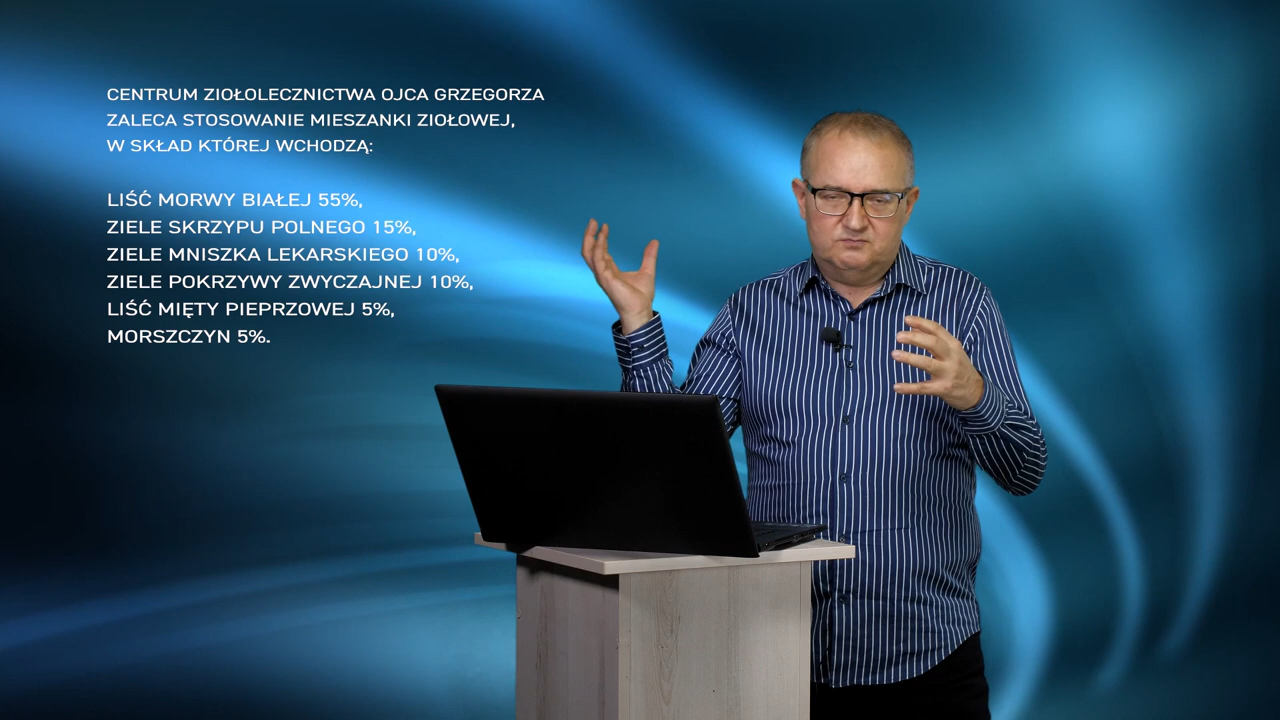 CENTRUM ZIOŁOLECZNICTWA OJCA GRZEGORZA
ZALECA STOSOWANIE MIESZANKI ZIOŁOWEJ,
W SKŁAD KTÓREJ WCHODZĄ:
LIŚĆ MORWY BIAŁEJ 55%,
ZIELE SKRZYPU POLNEGO 15%,
ZIELE MNISZKA LEKARSKIEGO 10%,
ZIELE POKRZYWY ZWYCZAJNEJ 10%,
LIŚĆ MIĘTY PIEPRZOWEJ 5%,
MORSZCZYN 5%.